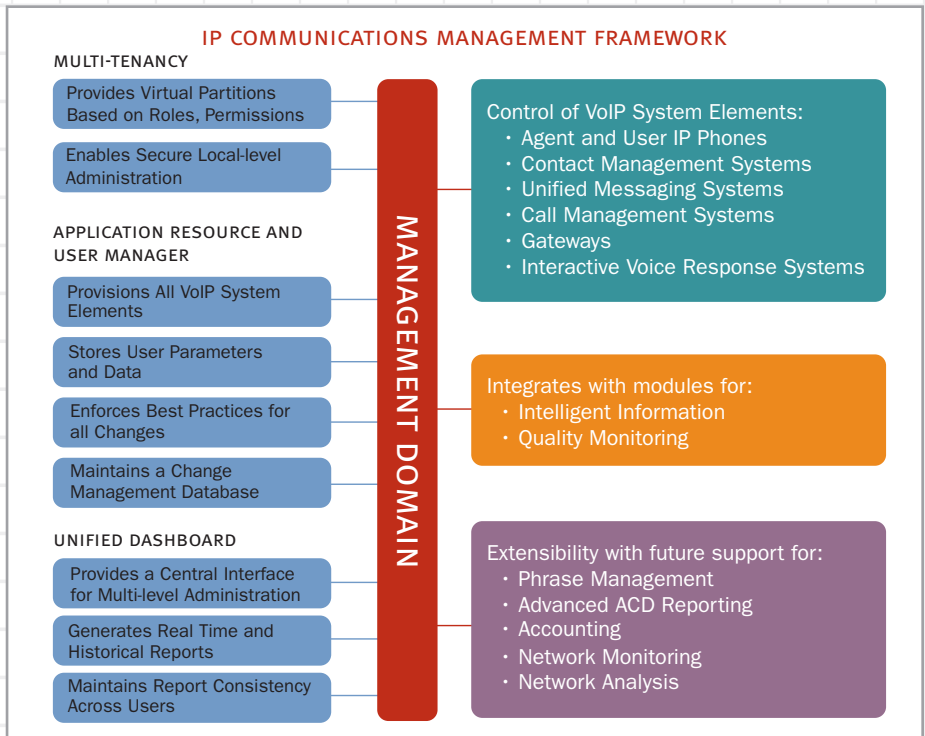 IP COMMUNICATIONS MANAGEMENT FRAMEWORK
MULTI-TENANCY
Provides Virtual Partitions
Based on Roles, Permissions
Enables Secure Local-level
Administration
APPLICATION RESOURCE AND
USER MANAGER
Provisions All VoIP System
Elements
Stores User Parameters
and Data
Enforces Best Practices for
all Changes
Maintains a Change
Management Database
UNIFIED DASHBOARD
Provides a Central Interface
for Multi-level Administration
Generates Real Time and
Historical Reports
Maintains Report Consistency
Across Users
MANAGEMENT DOMAIN
Control of VoIP System Elements:
· Agent and User IP Phones
· Contact Management Systems
· Unified Messaging Systems
· Call Management Systems
· Gateways
· Interactive Voice Response Systems
Integrates with modules for:
· Intelligent Information
· Quality Monitoring
Extensibility with future support for:
· Phrase Management
· Advanced ACD Reporting
· Accounting
· Network Monitoring
· Network Analysis